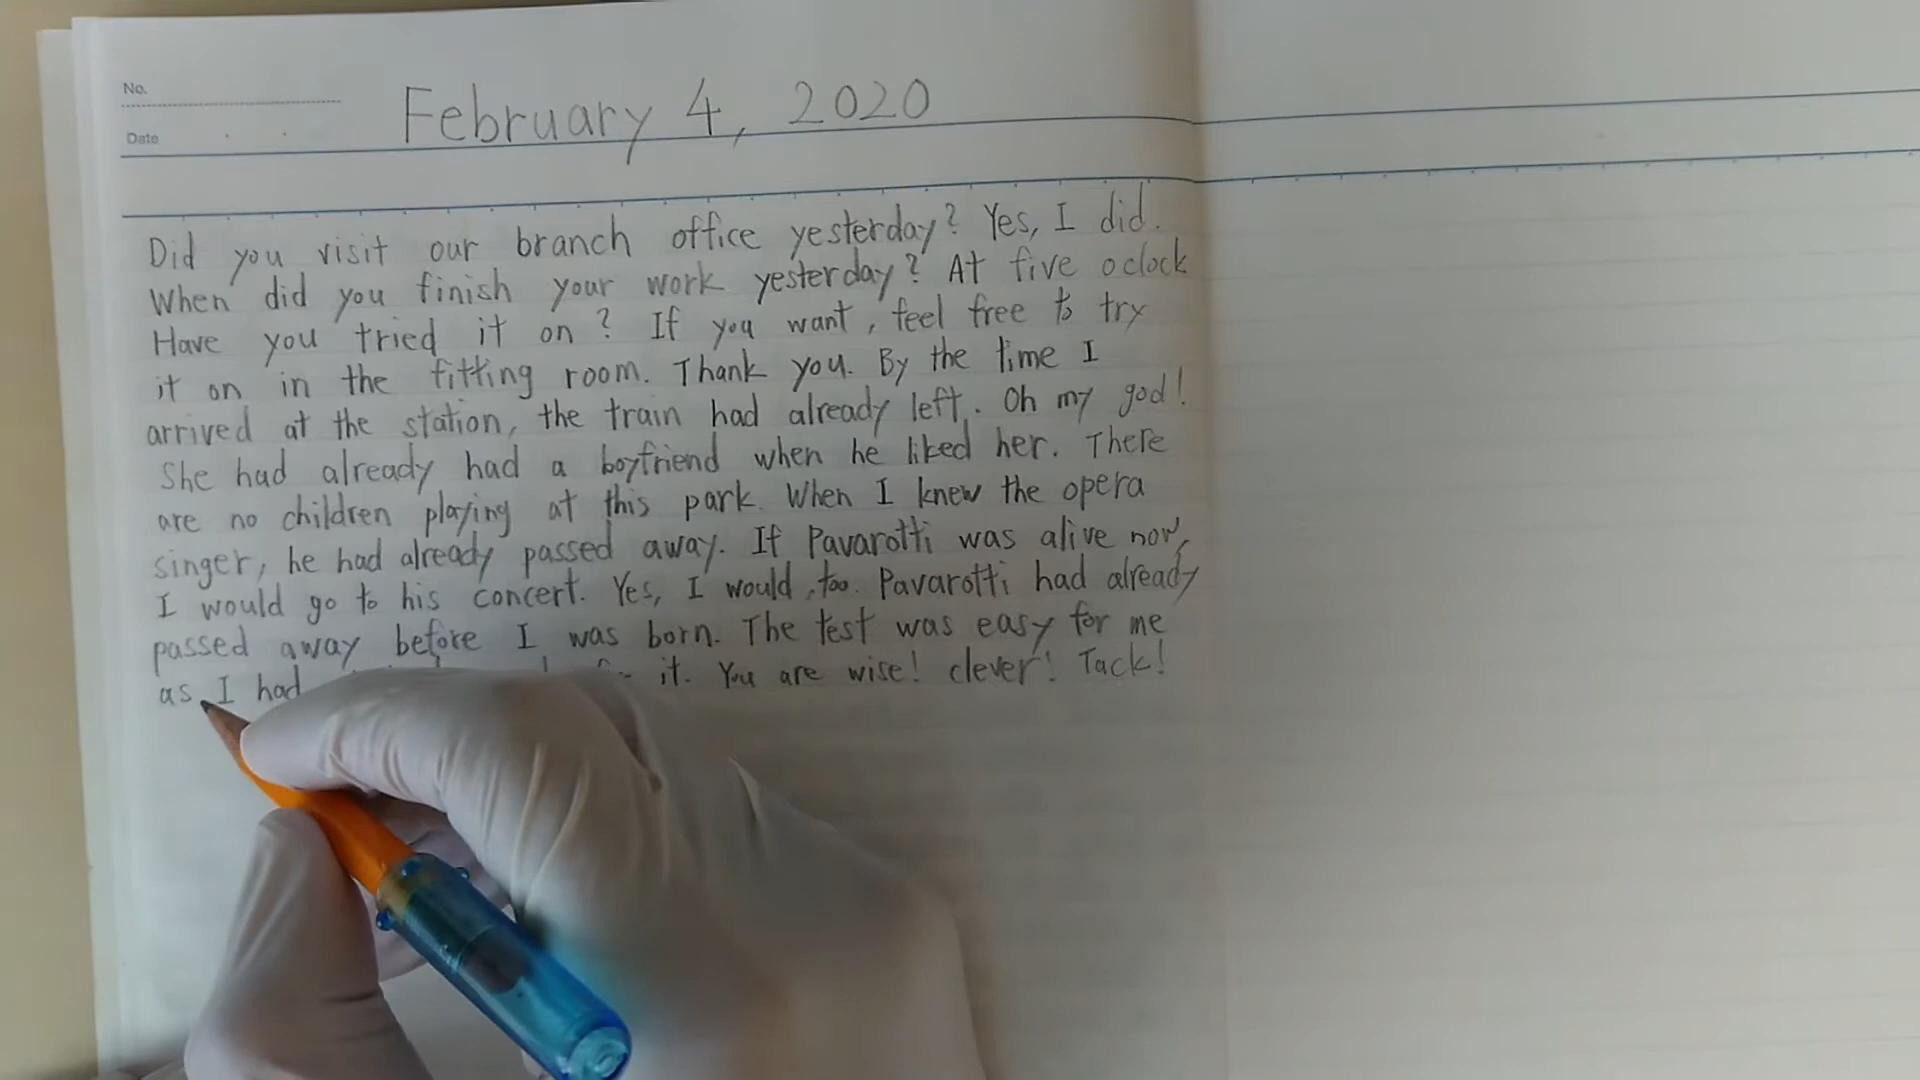 No.
Date
February 4, 2020
Did you visit our branch office yesterday? Yes, I did.
When did you finish your work yesterday? At five oclock
Have you tried it on? If you want, feel free to try
it on in the fitting room. Thank you. By the time I
arrived at the station, the train had already left. Oh my god!
She had already had a boyfriend when he liked her. There
are no children playing at this park. When I knew the opera
singer, he had already passed away. If Pavarotti was alive now,
I would go to his concert. Yes, I would, too. Pavarotti had already
passed away before I was born. The test was easy for me
as I had it. You are wise! clever! Tack!